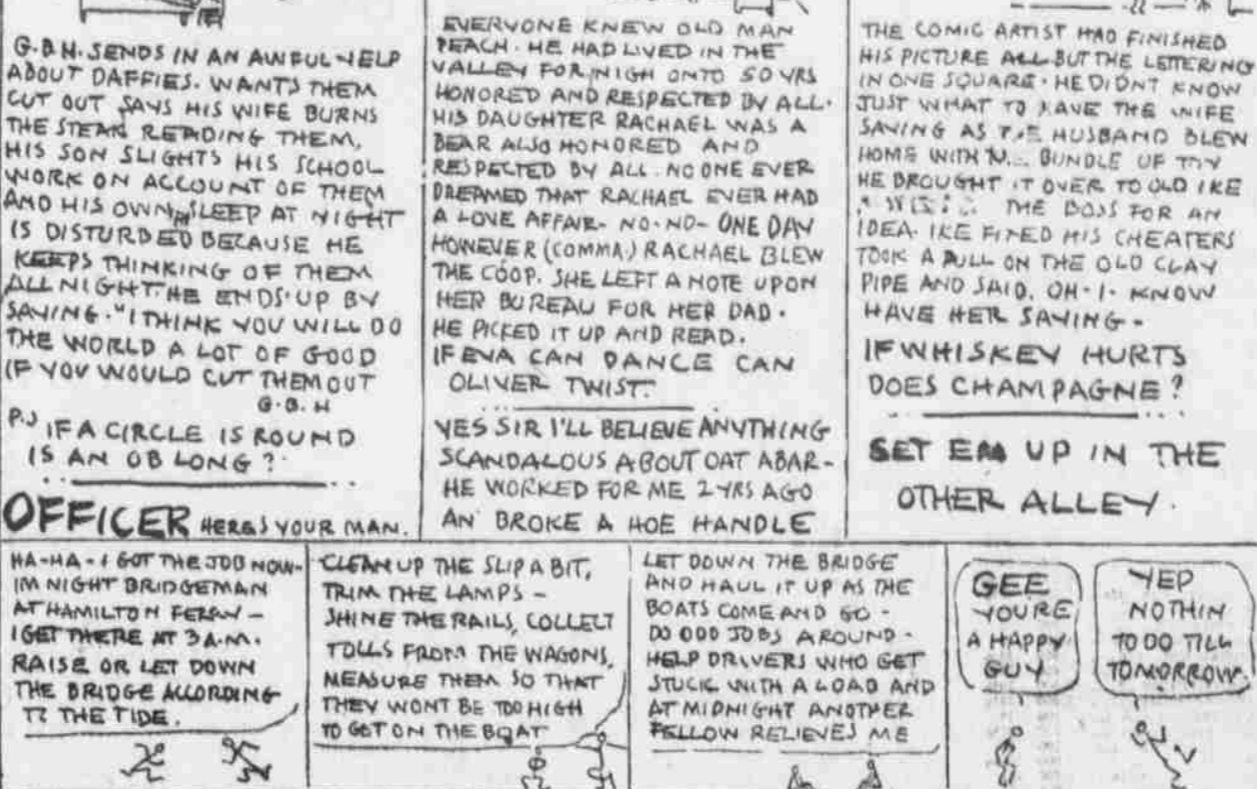 G.B.H. SENDS IN AN AWFUL YELP
ABOUT DAFFIES. WANTS THEM
CUT OUT SAYS HIS WIFE BURNS
THE STEAK READING THEM,
HIS SON SLIGHTS HIS SCHOOL
WORK ON ACCOUNT OF THEM
AND HIS OWN SLEEP AT NIGHT
IS DISTURBED BECAUSE HE
KEEPS THINKING OF THEM
ALL NIGHT. HE ENDS UP BY
SAYING. "I THINK YOU WILL DO
THE WORLD A LOT OF GOOD
IF YOU WOULD CUT THEM OUT
G.B.H
P.S IF A CIRCLE IS ROUND
IS AN OBLONG?
OFFICER HERES YOUR MAN.
EVERYONE KNEW OLD MAN
PEACH. HE HAD LIVED IN THE
VALLEY FOR NIGH ONTO 50 YRS
HONORED AND RESPECTED BY ALL.
HIS DAUGHTER RACHAEL WAS A
BEAR ALSO HONORED AND
RESPECTED BY ALL. NO ONE EVER
DREAMED THAT RACHAEL EVER HAD
A LOVE AFFAIR. NO-NO- ONE DAY
HOWEVER (COMMA) RACHAEL BLEW
THE COOP. SHE LEFT A NOTE UPON
HER BUREAU FOR HER DAD.
HE PICKED IT UP AND READ.
IF EVA CAN DANCE CAN
OLIVER TWIST.
YES SIR I'LL BELIEVE ANYTHING
SCANDALOUS ABOUT OAT ABAR-
HE WORKED FOR ME 2 YRS AGO
AN' BROKE A HOE HANDLE
THE COMIC ARTIST HAD FINISHED
HIS PICTURE ALL BUT THE LETTERING
IN ONE SQUARE. HE DIDNT KNOW
JUST WHAT TO HAVE THE WIFE
SAYING AS THE HUSBAND BLEW
HOME WITH BUNDLE OF
HE BROUGHT IT OVER TO OLD IKE
THE BOSS FOR AN
IDEA. IKE FIXED HIS CHEATERS
TOOK A PULL ON THE OLD CLAY
PIPE AND SAID, OH-I- KNOW
HAVE HER SAYING-
IF WHISKEY HURTS
DOES CHAMPAGNE?
SET EM UP IN THE
OTHER ALLEY.
HA-HA-I GOT THE JOB NOW-
IM NIGHT BRIDGEMAN
AT HAMILTON FERRY-
I GET THERE AT 3 A.M.
RAISE OR LET DOWN
THE BRIDGE ACCORDING
TO THE TIDE.
CLEAN UP THE SLIP A BIT,
TRIM THE LAMPS-
SHINE THE RAILS, COLLECT
TOLLS FROM THE WAGONS,
MEASURE THEM SO THAT
THEY WONT BE TOO HIGH
TO GET ON THE BOAT
LET DOWN THE BRIDGE
AND HAUL IT UP AS THE
BOATS COME AND GO-
DO ODD JOBS AROUND-
HELP DRIVERS WHO GET
STUCK WITH A LOAD AND
AT MIDNIGHT ANOTHER
FELLOW RELIEVES ME
GEE
YOURE
A HAPPY
GUY
YEP
NOTHIN
TO DO TILL
TOMORROW.